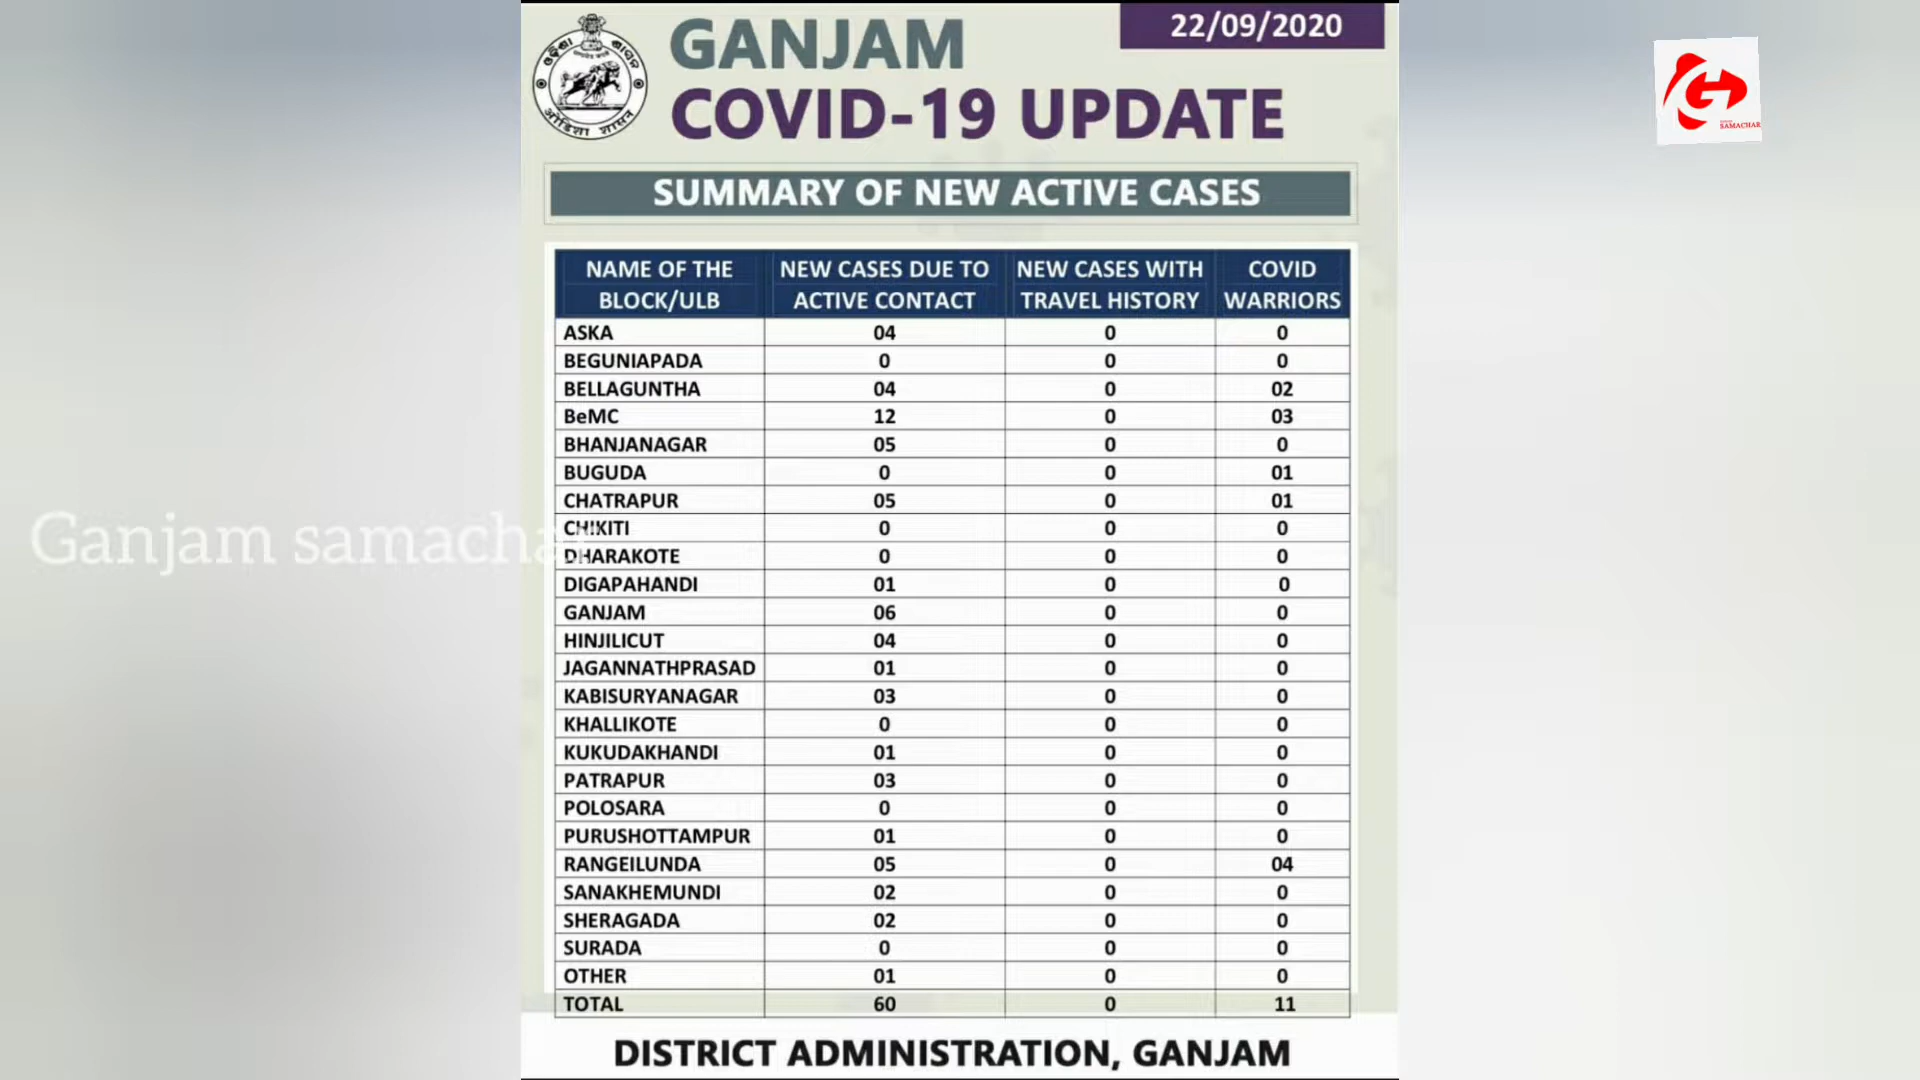 22/09/2020
GANJAM
COVID-19 UPDATE
ଓଡ଼ିଶା ଶାସନ
ओडिशा शासन
SAMACHAR
SUMMARY OF NEW ACTIVE CASES
NAME OF THE BLOCK/ULB NEW CASES DUE TO ACTIVE CONTACT NEW CASES WITH TRAVEL HISTORY COVID WARRIORS
ASKA 04 0 0
BEGUNIAPADA 0 0 0
BELLAGUNTHA 04 0 02
BeMC 12 0 03
BHANJANAGAR 05 0 0
BUGUDA 0 0 01
CHATRAPUR 05 0 01
CHIKITI 0 0 0
Ganjam samachar
DHARAKOTE 0 0 0
DIGAPAHANDI 01 0 0
GANJAM 06 0 0
HINJILICUT 04 0 0
JAGANNATHPRASAD 01 0 0
KABISURYANAGAR 03 0 0
KHALLIKOTE 0 0 0
KUKUDAKHANDI 01 0 0
PATRAPUR 03 0 0
POLOSARA 0 0 0
PURUSHOTTAMPUR 01 0 0
RANGEILUNDA 05 0 04
SANAKHEMUNDI 02 0 0
SHERAGADA 02 0 0
SURADA 0 0 0
OTHER 01 0 0
TOTAL 60 0 11
DISTRICT ADMINISTRATION, GANJAM